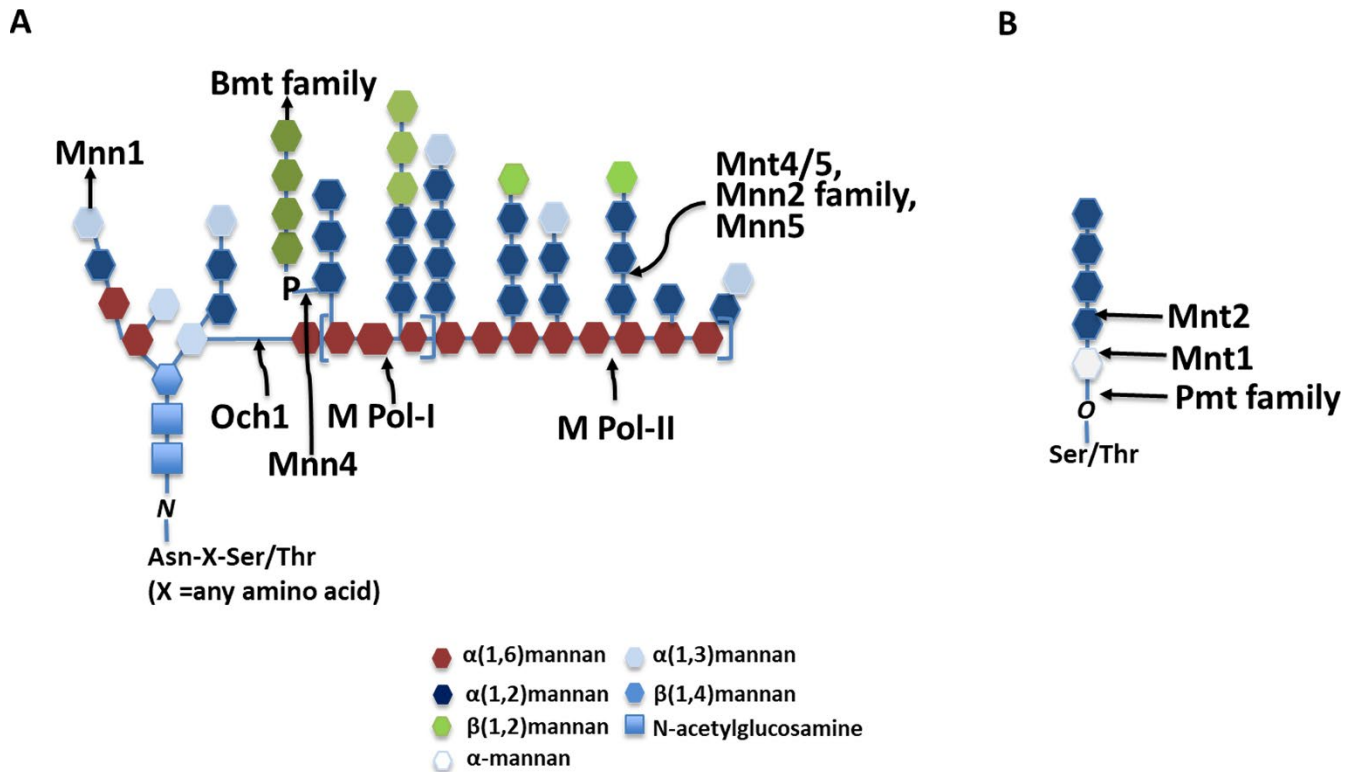 A
B
Bmt family
Mnn1
Mnt4/5,
Mnn2 family,
Mnn5
P
Mnt2
Mnt1
Pmt family
Och1
M Pol-I
M Pol-II
Mnn4
O
Ser/Thr
N
Asn-X-Ser/Thr
(X =any amino acid)
α(1,6)mannan
α(1,3)mannan
α(1,2)mannan
β(1,4)mannan
β(1,2)mannan
N-acetylglucosamine
α-mannan